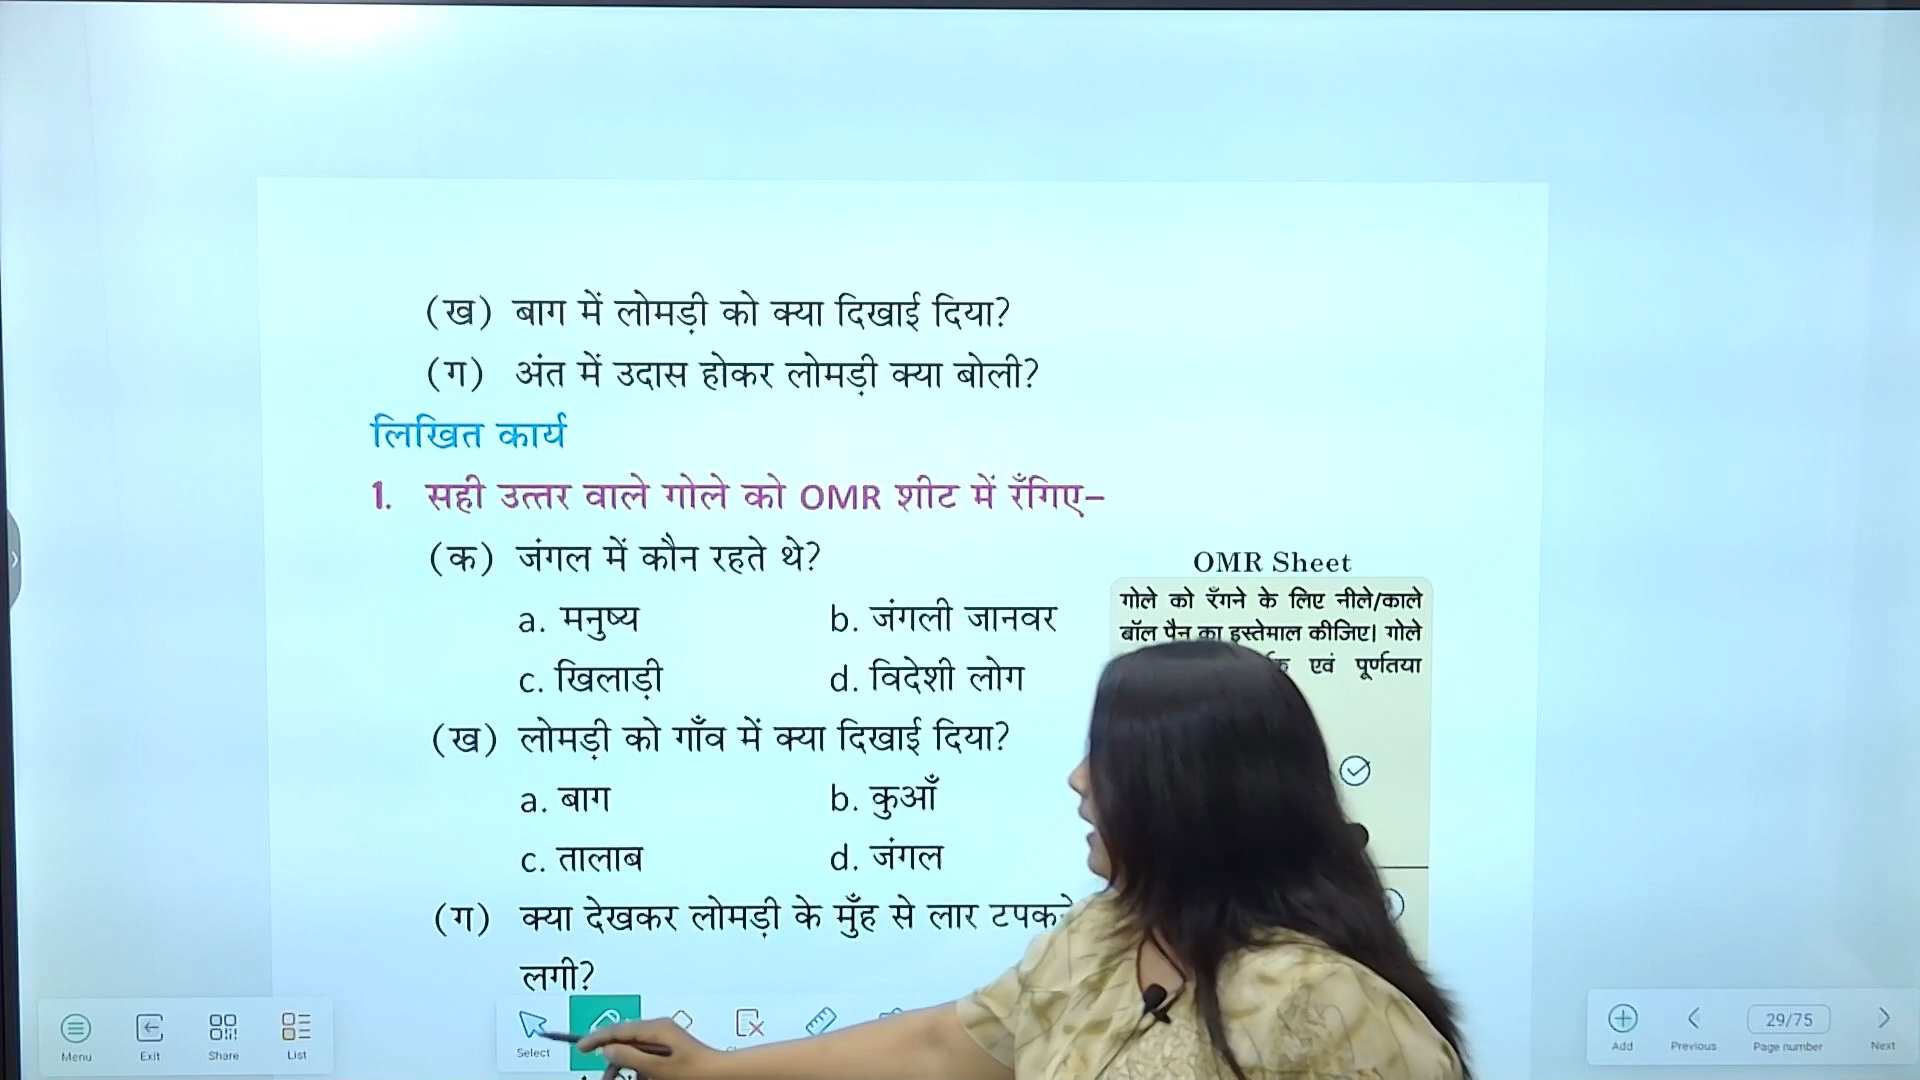 (ख) बाग में लोमड़ी को क्या दिखाई दिया?
(ग) अंत में उदास होकर लोमड़ी क्या बोली?
लिखित कार्य
1. सही उत्तर वाले गोले को OMR शीट में रँगिए–
(क) जंगल में कौन रहते थे?
a. मनुष्य b. जंगली जानवर
c. खिलाड़ी d. विदेशी लोग
(ख) लोमड़ी को गाँव में क्या दिखाई दिया?
a. बाग b. कुआँ
c. तालाब d. जंगल
(ग) क्या देखकर लोमड़ी के मुँह से लार
लगी?
OMR Sheet
गोले को रँगने के लिए नीले/काले
बॉल पैन का इस्तेमाल कीजिए। गोले
एवं पूर्णतया
Menu Exit Share List
Select
Add Previous 29/75 Page number Next